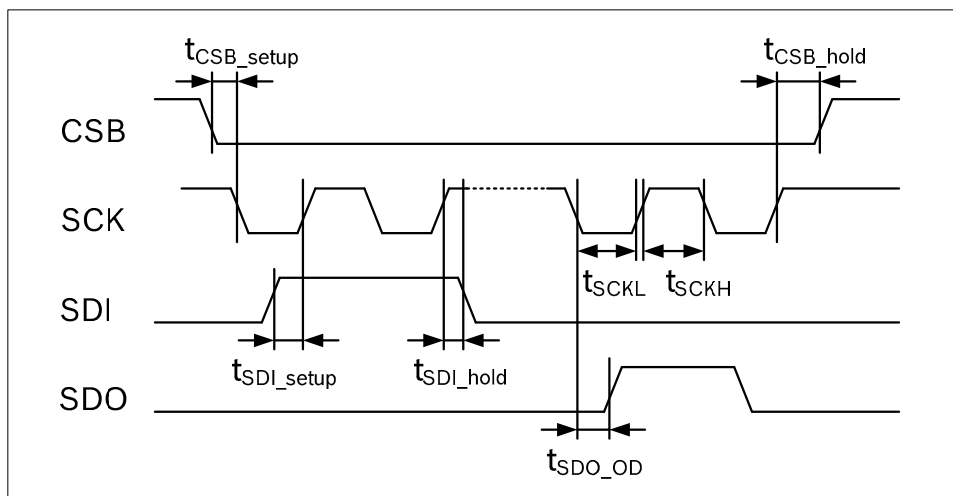 tCSB_setup
tCSB_hold
CSB
SCK
tSCKL
tSCKH
SDI
tSDI_setup
tSDI_hold
SDO
tSDO_OD